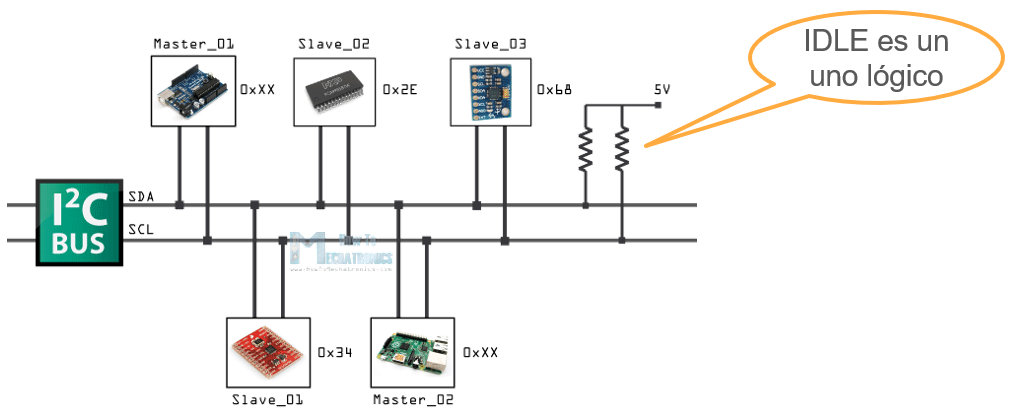 Master_01
Slave_02
Slave_03
IDLE es un
uno lógico
0xXX
0x2E
0x68
5V
I²C
BUS
SDA
SCL
How To
MECHATRONICS
www.HowToMechatronics.com
0x34
0xXX
Slave_01
Master_02